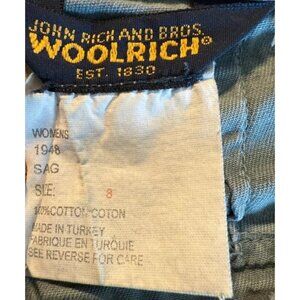 JOHN RICH AND BROS.
WOOLRICH®
EST. 1830
WOMENS
1948
SAG
SIZE: 8
100%COTTON-COTON
MADE IN TURKEY
FABRIQUE EN TURQUIE
SEE REVERSE FOR CARE